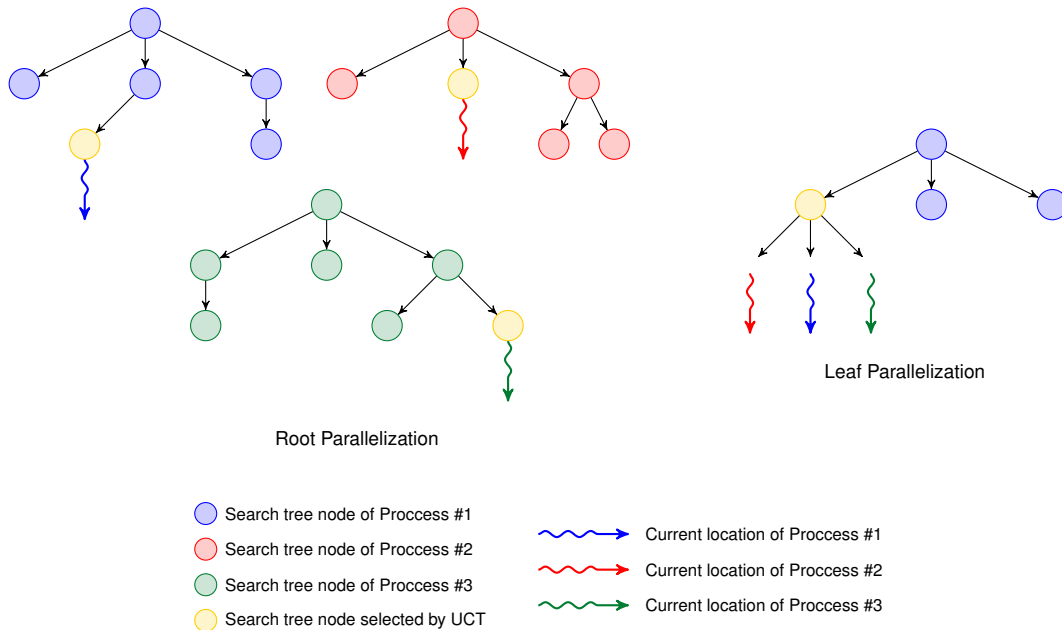 Leaf Parallelization
Root Parallelization
Search tree node of Proccess #1
Search tree node of Proccess #2
Search tree node of Proccess #3
Search tree node selected by UCT
Current location of Proccess #1
Current location of Proccess #2
Current location of Proccess #3